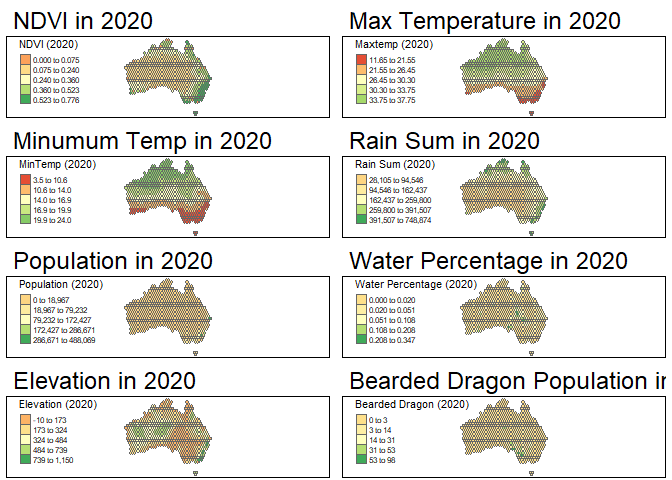 NDVI in 2020
NDVI (2020)
0.000 to 0.075
0.075 to 0.240
0.240 to 0.360
0.360 to 0.523
0.523 to 0.776
Max Temperature in 2020
Maxtemp (2020)
11.65 to 21.55
21.55 to 26.45
26.45 to 30.30
30.30 to 33.75
33.75 to 37.75
Minumum Temp in 2020
MinTemp (2020)
3.5 to 10.6
10.6 to 14.0
14.0 to 16.9
16.9 to 19.9
19.9 to 24.0
Rain Sum in 2020
Rain Sum (2020)
28,105 to 94,546
94,546 to 162,437
162,437 to 259,800
259,800 to 391,507
391,507 to 748,874
Population in 2020
Population (2020)
0 to 18,967
18,967 to 79,232
79,232 to 172,427
172,427 to 286,671
286,671 to 488,069
Water Percentage in 2020
Water Percentage (2020)
0.000 to 0.020
0.020 to 0.051
0.051 to 0.108
0.108 to 0.208
0.208 to 0.347
Elevation in 2020
Elevation (2020)
-10 to 173
173 to 324
324 to 484
484 to 739
739 to 1,150
Bearded Dragon Population in
Bearded Dragon (2020)
0 to 3
3 to 14
14 to 31
31 to 53
53 to 98